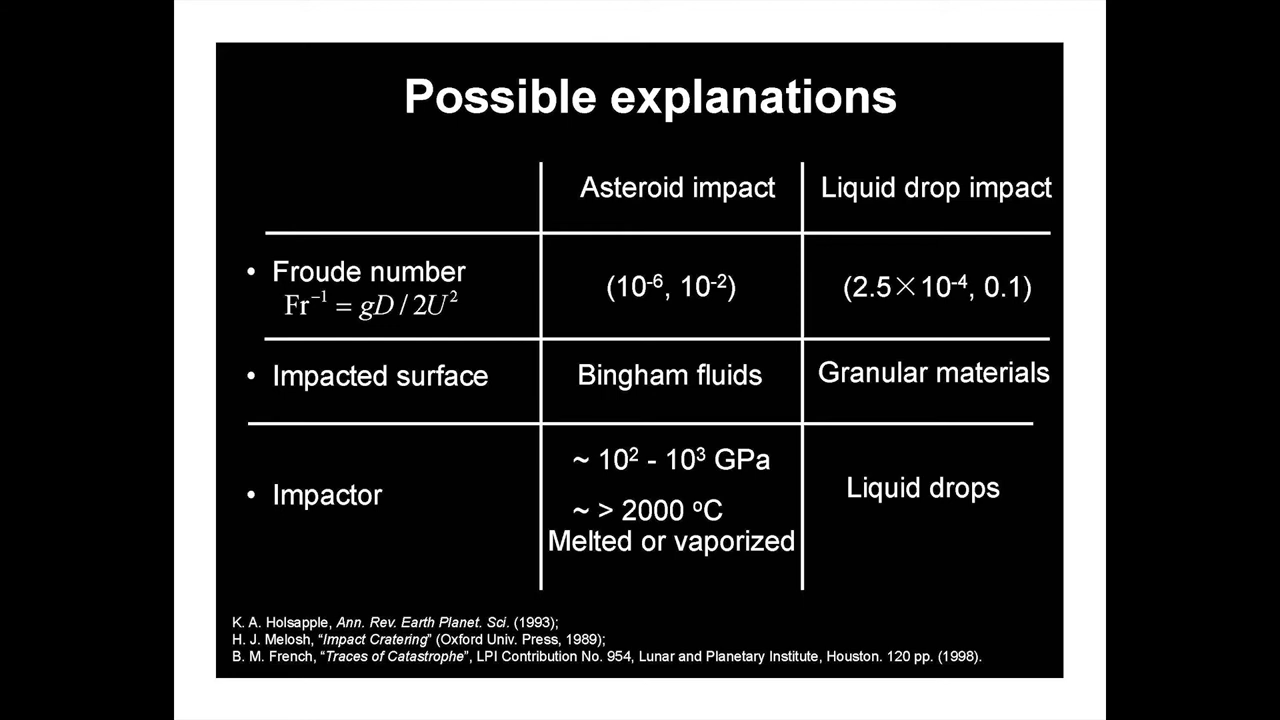 Possible explanations
Asteroid impact
Liquid drop impact
• Froude number
Fr⁻¹ = gD / 2U²
(10⁻⁶, 10⁻²)
(2.5×10⁻⁴, 0.1)
• Impacted surface
Bingham fluids
Granular materials
• Impactor
~ 10² - 10³ GPa
~ > 2000 ºC
Melted or vaporized
Liquid drops
K. A. Holsapple, Ann. Rev. Earth Planet. Sci. (1993);
H. J. Melosh, “Impact Cratering” (Oxford Univ. Press, 1989);
B. M. French, “Traces of Catastrophe”, LPI Contribution No. 954, Lunar and Planetary Institute, Houston. 120 pp. (1998).